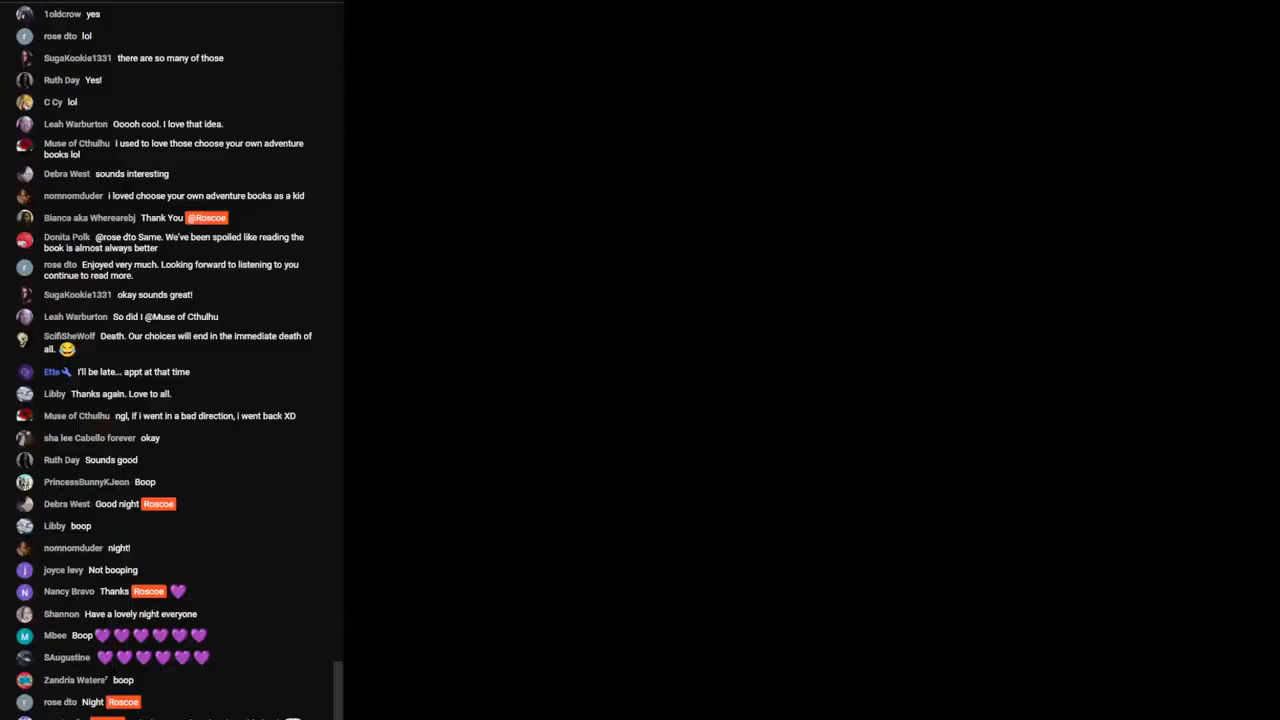 1oldcrow yes
rose dto lol
SugaKookie1331 there are so many of those
Ruth Day Yes!
C Cy lol
Leah Warburton Ooooh cool. I love that idea.
Muse of Cthulhu i used to love those choose your own adventure
books lol
Debra West sounds interesting
nomnomduder i loved choose your own adventure books as a kid
Bianca aka Wherearebj Thank You @Roscoe
Donita Polk @rose dto Same. We've been spoiled like reading the
book is almost always better
rose dto Enjoyed very much. Looking forward to listening to you
continue to read more.
SugaKookie1331 okay sounds great!
Leah Warburton So did I @Muse of Cthulhu
ScifiSheWolf Death. Our choices will end in the immediate death of
all. 😂
Ette I'll be late... appt at that time
Libby Thanks again. Love to all.
Muse of Cthulhu ngl, if i went in a bad direction, i went back XD
sha lee Cabello forever okay
Ruth Day Sounds good
PrincessBunnyKJeon Boop
Debra West Good night Roscoe
Libby boop
nomnomduder night!
joyce levy Not booping
Nancy Bravo Thanks Roscoe 💜
Shannon Have a lovely night everyone
Mbee Boop💜💜💜💜💜💜
SAugustine 💜💜💜💜💜💜
Zandria Waters⁷ boop
rose dto Night Roscoe